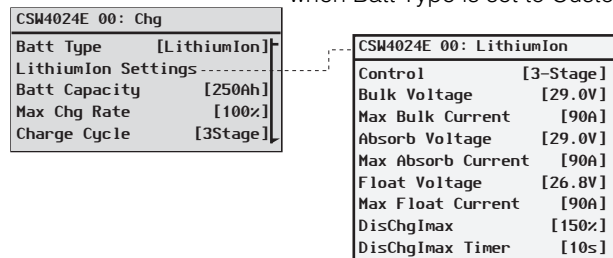 when Batt Type is set to Custo
CSW4024E 00: Chg
Batt Type [LithiumIon]
LithiumIon Settings
Batt Capacity [250Ah]
Max Chg Rate [100%]
Charge Cycle [3Stage]
CSW4024E 00: LithiumIon
Control [3-Stage]
Bulk Voltage [29.0V]
Max Bulk Current [90A]
Absorb Voltage [29.0V]
Max Absorb Current [90A]
Float Voltage [26.8V]
Max Float Current [90A]
DisChgImax [150%]
DisChgImax Timer [10s]